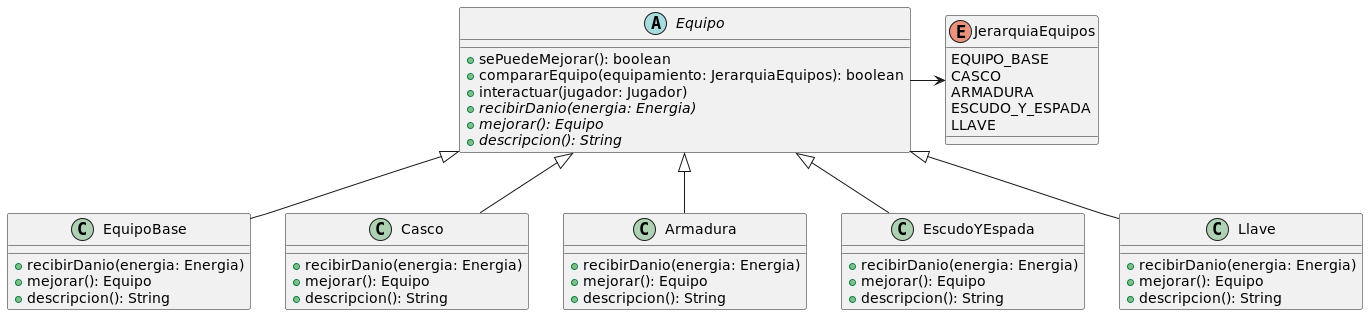 A Equipo
sePuedeMejorar(): boolean
compararEquipo(equipamiento: JerarquiaEquipos): boolean
interactuar(jugador: Jugador)
recibirDanio(energia: Energia)
mejorar(): Equipo
descripcion(): String
E JerarquiaEquipos
EQUIPO_BASE
CASCO
ARMADURA
ESCUDO_Y_ESPADA
LLAVE
C EquipoBase
recibirDanio(energia: Energia)
mejorar(): Equipo
descripcion(): String
C Casco
recibirDanio(energia: Energia)
mejorar(): Equipo
descripcion(): String
C Armadura
recibirDanio(energia: Energia)
mejorar(): Equipo
descripcion(): String
C EscudoYEspada
recibirDanio(energia: Energia)
mejorar(): Equipo
descripcion(): String
C Llave
recibirDanio(energia: Energia)
mejorar(): Equipo
descripcion(): String